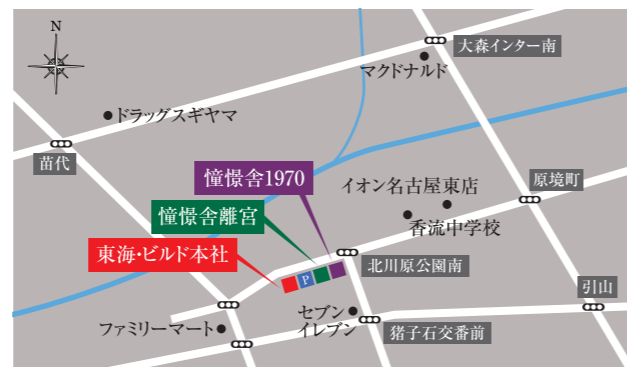 N
大森インター南
マクドナルド
ドラッグスギヤマ
苗代
憧憬舎1970
イオン名古屋東店
原境町
憧憬舎離宮
香流中学校
東海・ビルド本社
北川原公園南
P
引山
セブン
イレブン
ファミリーマート
猪子石交番前